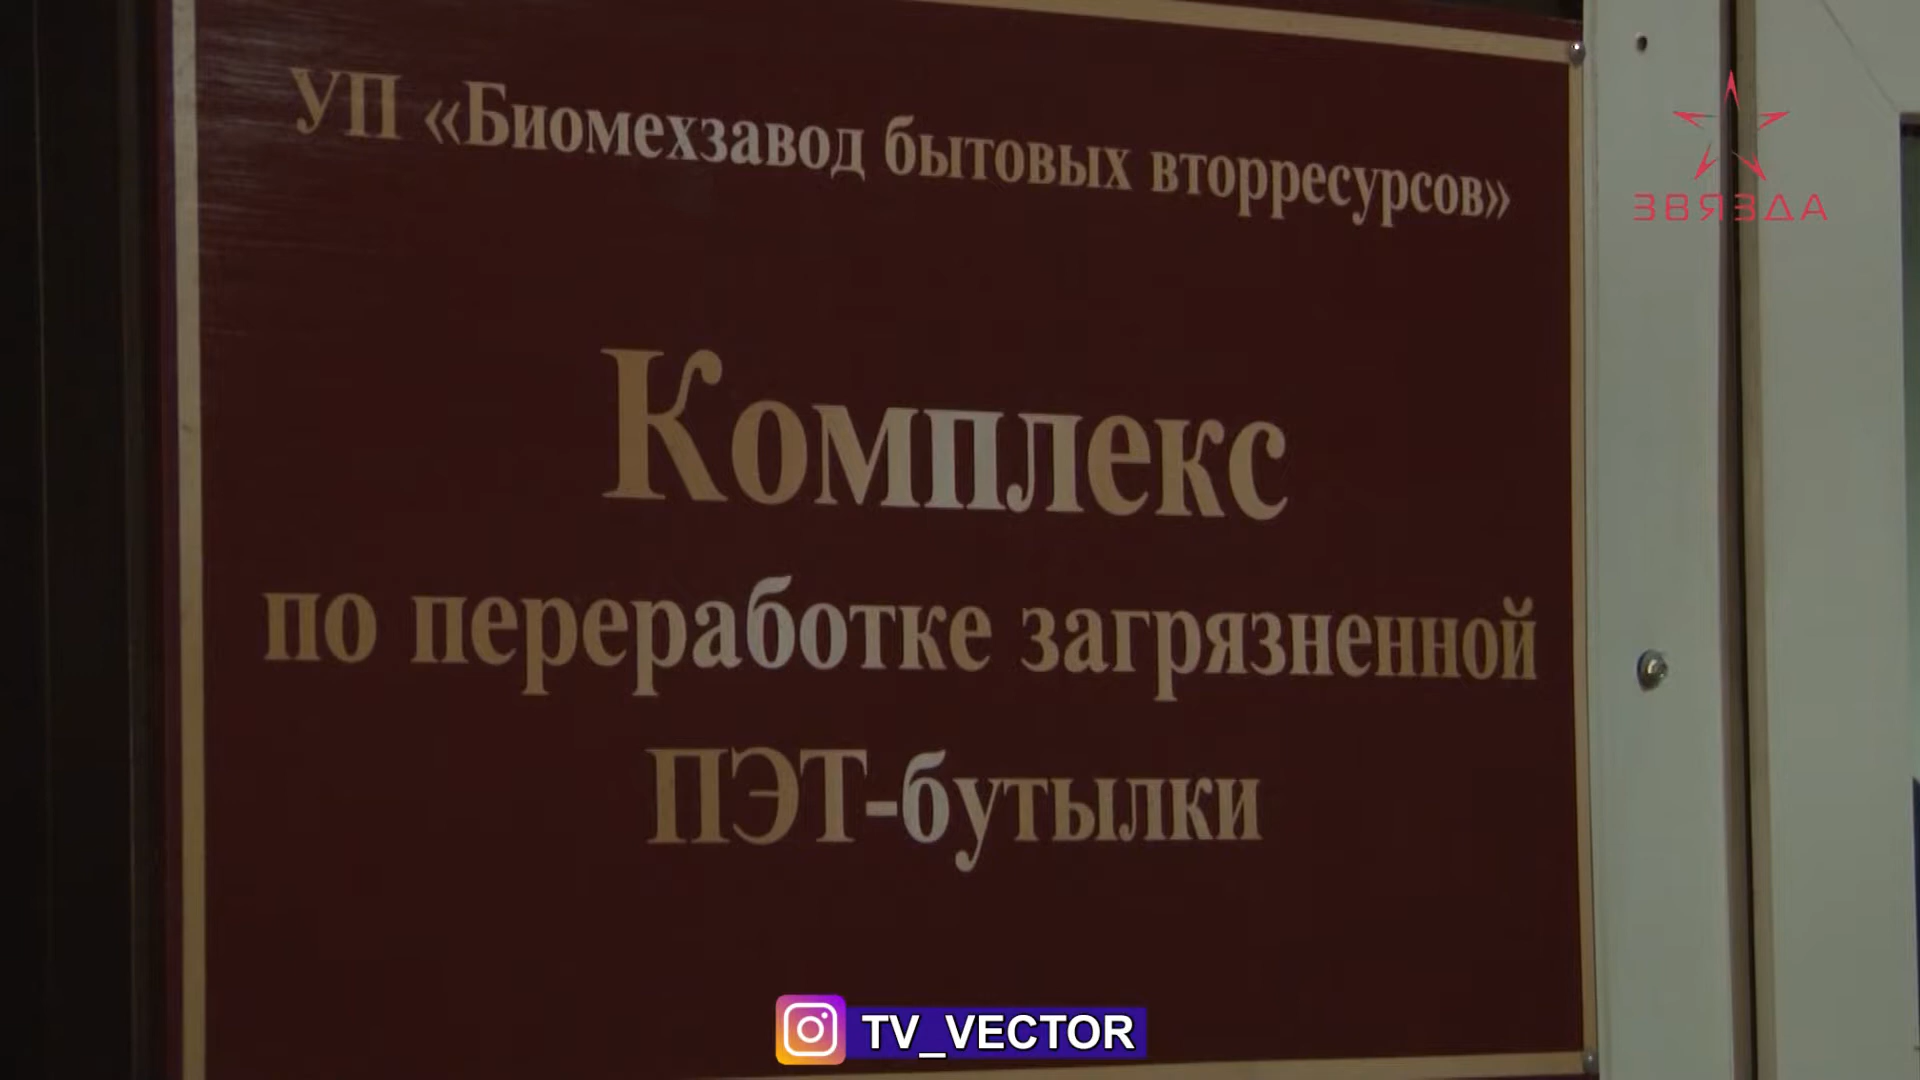 УП «Биомехзавод бытовых вторресурсов»
ЗВЯЗДА
Комплекс
по переработке загрязненной
ПЭТ-бутылки
TV_VECTOR